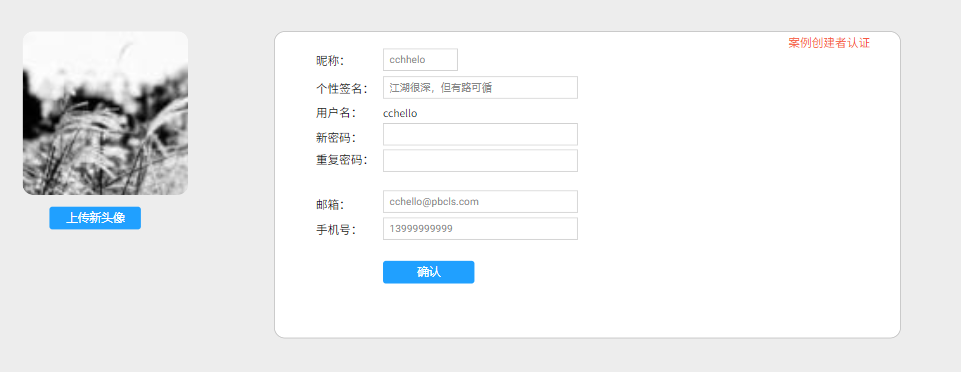 案例创建者认证
昵称： cchhelo
个性签名： 江湖很深，但有路可循
用户名： cchello
新密码：
重复密码：
邮箱： cchello@pbcls.com
手机号： 13999999999
上传新头像
确认